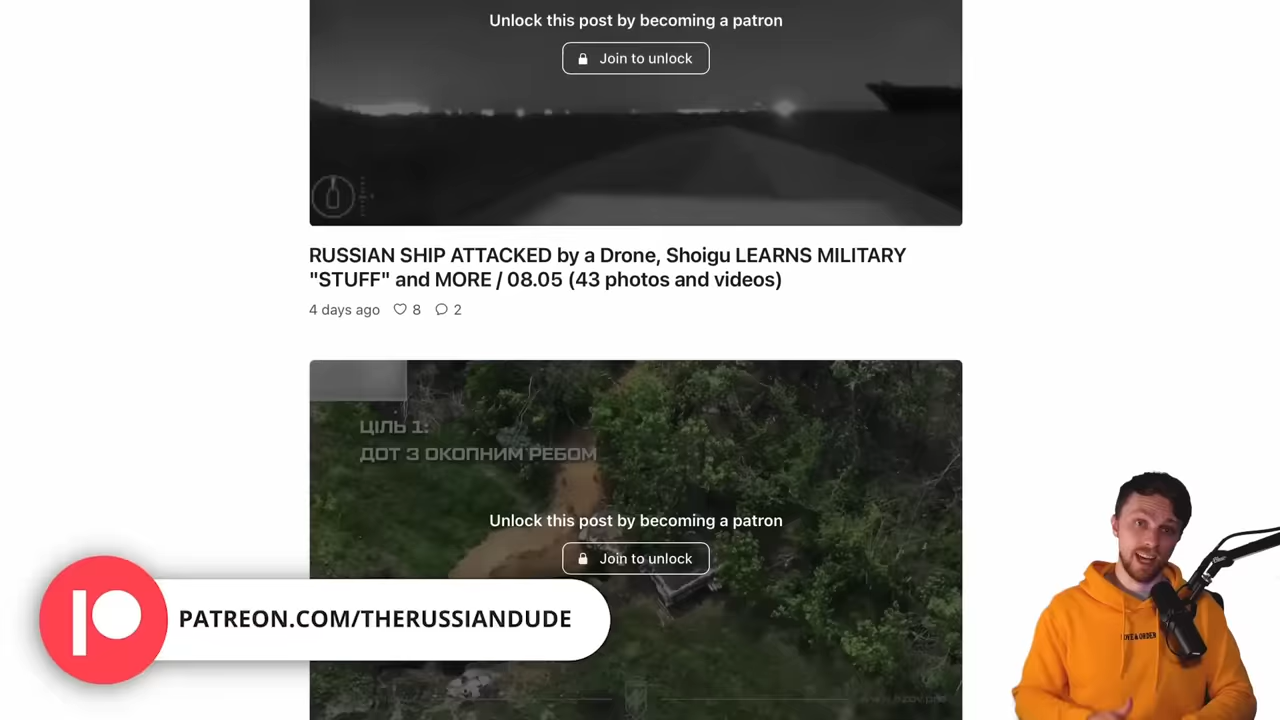 Unlock this post by becoming a patron
Join to unlock
RUSSIAN SHIP ATTACKED by a Drone, Shoigu LEARNS MILITARY
"STUFF" and MORE / 08.05 (43 photos and videos)
4 days ago 8 2
ЦІЛЬ 1:
ДОТ З ОКОПНИМ РЕБОМ
Unlock this post by becoming a patron
Join to unlock
PATREON.COM/THERUSSIANDUDE